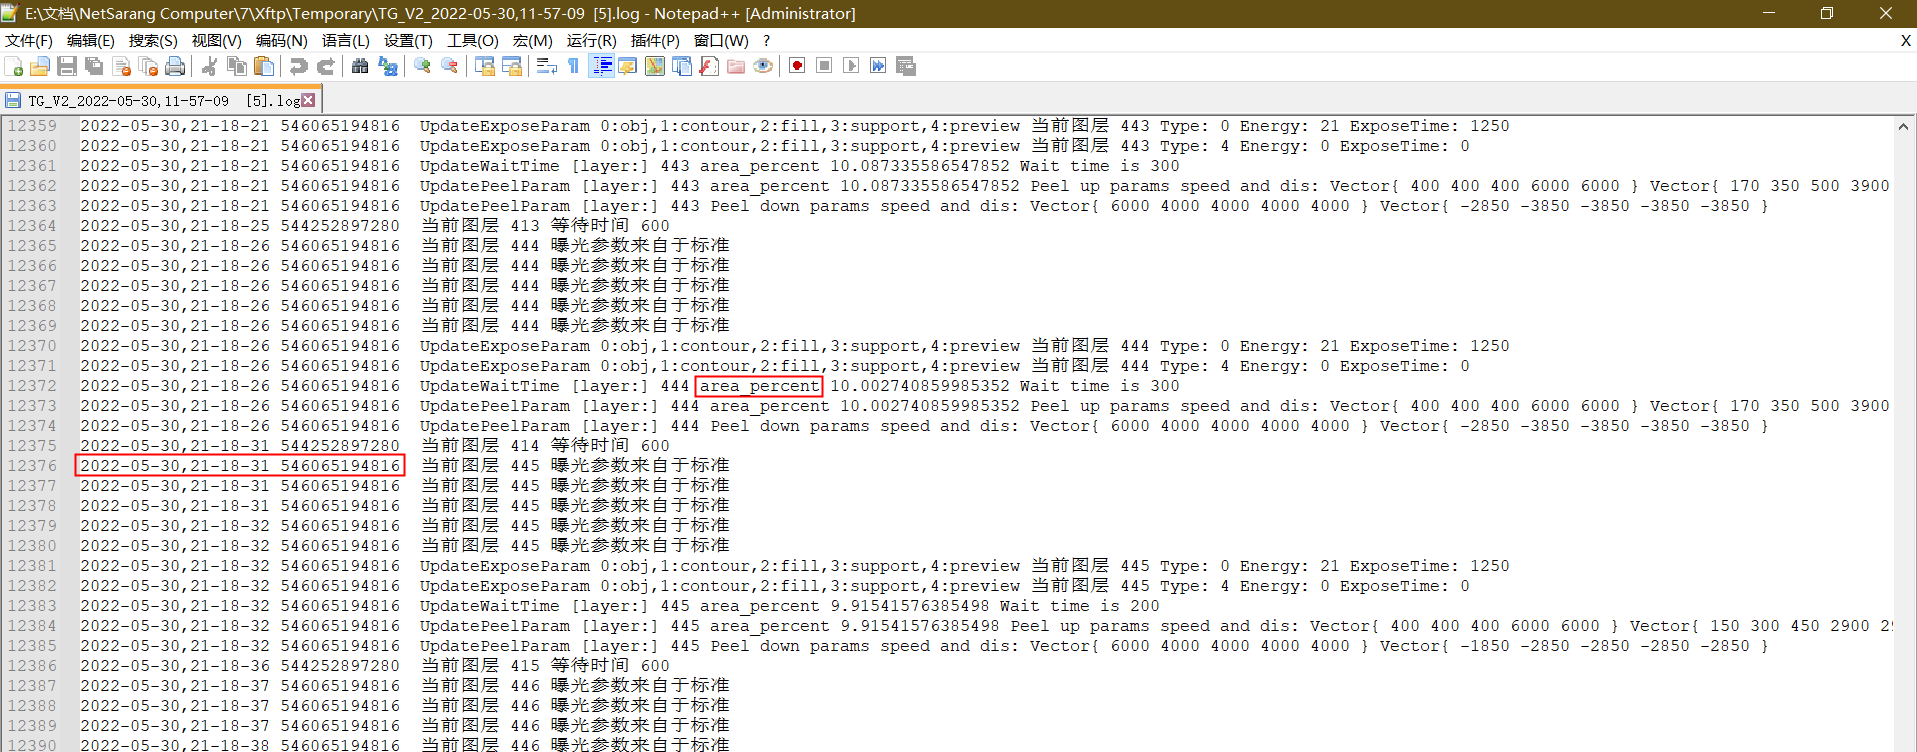 E:\文档\NetSarang Computer\7\Xftp\Temporary\TG_V2_2022-05-30,11-57-09  [5].log - Notepad++ [Administrator]
文件(F) 编辑(E) 搜索(S) 视图(V) 编码(N) 语言(L) 设置(T) 工具(O) 宏(M) 运行(R) 插件(P) 窗口(W) ? X
TG_V2_2022-05-30,11-57-09  [5].log
12359 2022-05-30,21-18-21 546065194816  UpdateExposeParam 0:obj,1:contour,2:fill,3:support,4:preview 当前图层 443 Type: 0 Energy: 21 ExposeTime: 1250
12360 2022-05-30,21-18-21 546065194816  UpdateExposeParam 0:obj,1:contour,2:fill,3:support,4:preview 当前图层 443 Type: 4 Energy: 0 ExposeTime: 0
12361 2022-05-30,21-18-21 546065194816  UpdateWaitTime [layer:] 443 area_percent 10.087335586547852 Wait time is 300
12362 2022-05-30,21-18-21 546065194816  UpdatePeelParam [layer:] 443 area_percent 10.087335586547852 Peel up params speed and dis: Vector{ 400 400 400 6000 6000 } Vector{ 170 350 500 3900
12363 2022-05-30,21-18-21 546065194816  UpdatePeelParam [layer:] 443 Peel down params speed and dis: Vector{ 6000 4000 4000 4000 4000 } Vector{ -2850 -3850 -3850 -3850 -3850 }
12364 2022-05-30,21-18-25 544252897280  当前图层 413 等待时间 600
12365 2022-05-30,21-18-26 546065194816  当前图层 444 曝光参数来自于标准
12366 2022-05-30,21-18-26 546065194816  当前图层 444 曝光参数来自于标准
12367 2022-05-30,21-18-26 546065194816  当前图层 444 曝光参数来自于标准
12368 2022-05-30,21-18-26 546065194816  当前图层 444 曝光参数来自于标准
12369 2022-05-30,21-18-26 546065194816  当前图层 444 曝光参数来自于标准
12370 2022-05-30,21-18-26 546065194816  UpdateExposeParam 0:obj,1:contour,2:fill,3:support,4:preview 当前图层 444 Type: 0 Energy: 21 ExposeTime: 1250
12371 2022-05-30,21-18-26 546065194816  UpdateExposeParam 0:obj,1:contour,2:fill,3:support,4:preview 当前图层 444 Type: 4 Energy: 0 ExposeTime: 0
12372 2022-05-30,21-18-26 546065194816  UpdateWaitTime [layer:] 444 area_percent 10.002740859985352 Wait time is 300
12373 2022-05-30,21-18-26 546065194816  UpdatePeelParam [layer:] 444 area_percent 10.002740859985352 Peel up params speed and dis: Vector{ 400 400 400 6000 6000 } Vector{ 170 350 500 3900
12374 2022-05-30,21-18-26 546065194816  UpdatePeelParam [layer:] 444 Peel down params speed and dis: Vector{ 6000 4000 4000 4000 4000 } Vector{ -2850 -3850 -3850 -3850 -3850 }
12375 2022-05-30,21-18-31 544252897280  当前图层 414 等待时间 600
12376 2022-05-30,21-18-31 546065194816  当前图层 445 曝光参数来自于标准
12377 2022-05-30,21-18-31 546065194816  当前图层 445 曝光参数来自于标准
12378 2022-05-30,21-18-31 546065194816  当前图层 445 曝光参数来自于标准
12379 2022-05-30,21-18-32 546065194816  当前图层 445 曝光参数来自于标准
12380 2022-05-30,21-18-32 546065194816  当前图层 445 曝光参数来自于标准
12381 2022-05-30,21-18-32 546065194816  UpdateExposeParam 0:obj,1:contour,2:fill,3:support,4:preview 当前图层 445 Type: 0 Energy: 21 ExposeTime: 1250
12382 2022-05-30,21-18-32 546065194816  UpdateExposeParam 0:obj,1:contour,2:fill,3:support,4:preview 当前图层 445 Type: 4 Energy: 0 ExposeTime: 0
12383 2022-05-30,21-18-32 546065194816  UpdateWaitTime [layer:] 445 area_percent 9.91541576385498 Wait time is 200
12384 2022-05-30,21-18-32 546065194816  UpdatePeelParam [layer:] 445 area_percent 9.91541576385498 Peel up params speed and dis: Vector{ 400 400 400 6000 6000 } Vector{ 150 300 450 2900
12385 2022-05-30,21-18-32 546065194816  UpdatePeelParam [layer:] 445 Peel down params speed and dis: Vector{ 6000 4000 4000 4000 4000 } Vector{ -1850 -2850 -2850 -2850 -2850 }
12386 2022-05-30,21-18-36 544252897280  当前图层 415 等待时间 600
12387 2022-05-30,21-18-37 546065194816  当前图层 446 曝光参数来自于标准
12388 2022-05-30,21-18-37 546065194816  当前图层 446 曝光参数来自于标准
12389 2022-05-30,21-18-37 546065194816  当前图层 446 曝光参数来自于标准
12390 2022-05-30,21-18-38 546065194816  当前图层 446 曝光参数来自于标准